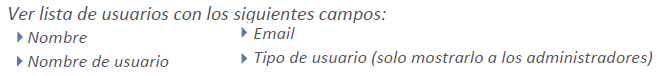 Ver lista de usuarios con los siguientes campos:
Nombre
Nombre de usuario
Email
Tipo de usuario (solo mostrarlo a los administradores)